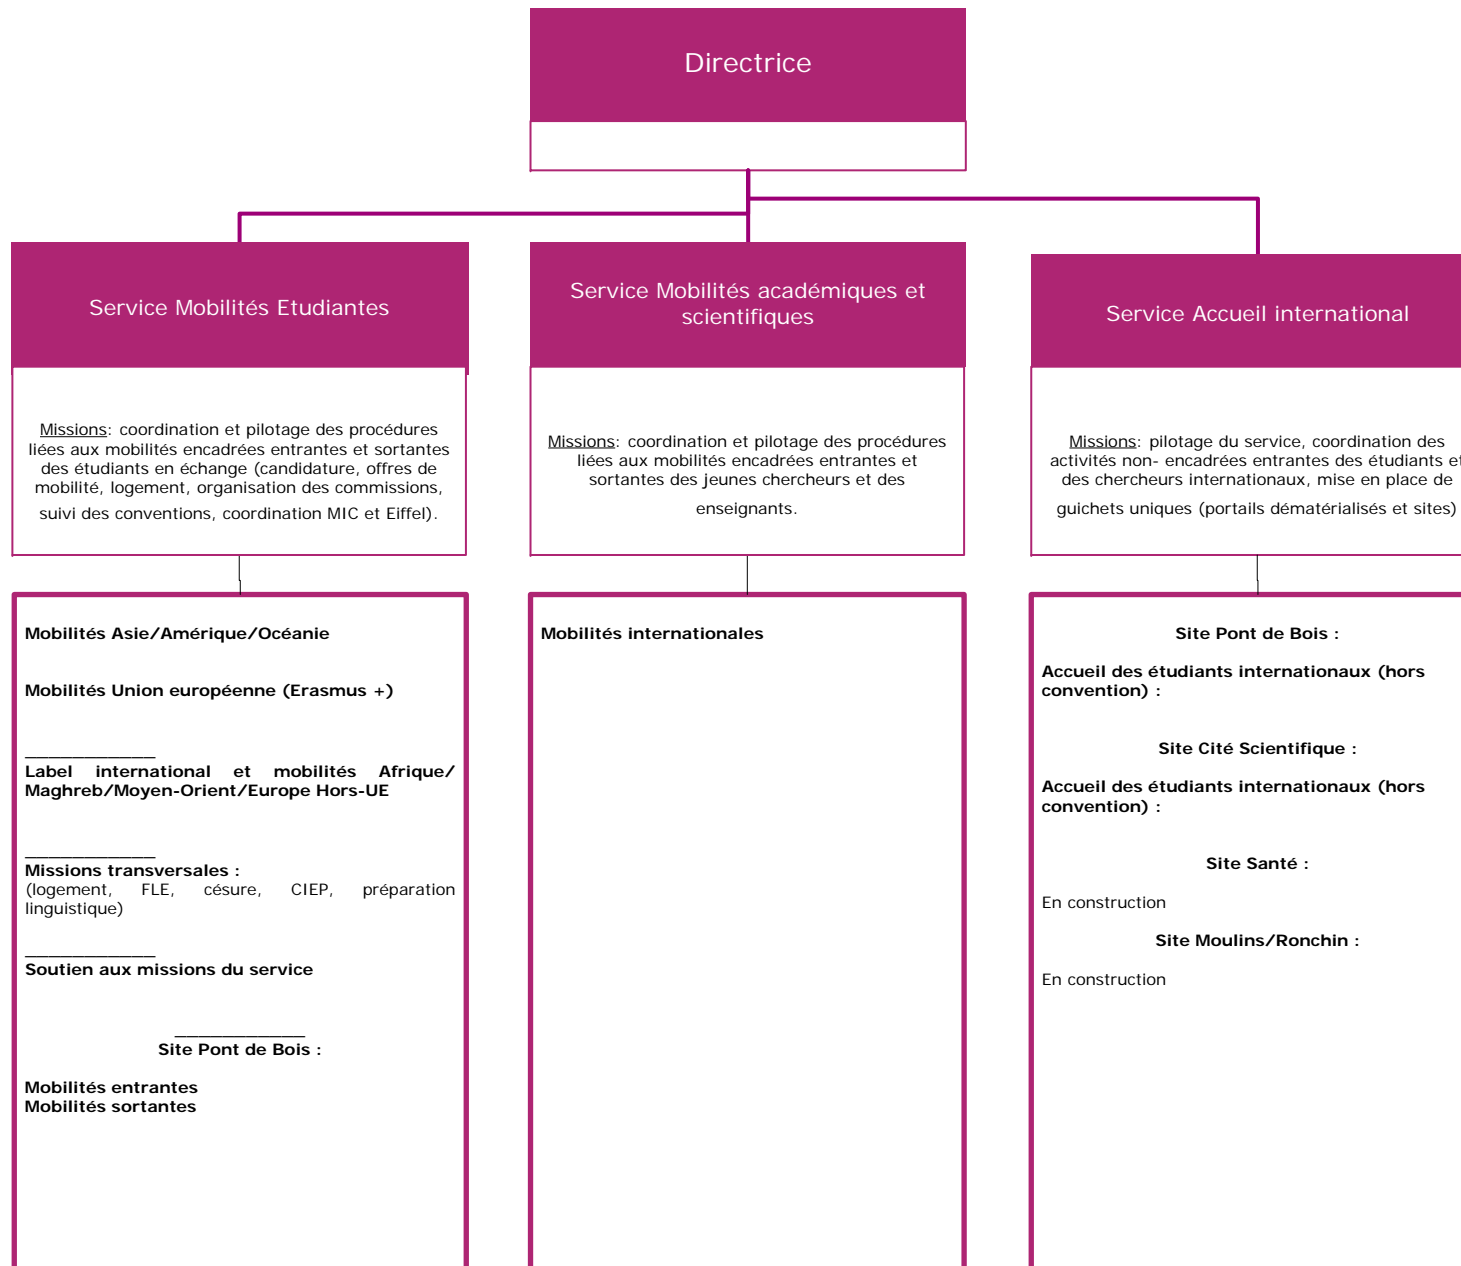 Directrice
Service Mobilités Etudiantes
Missions: coordination et pilotage des procédures
liées aux mobilités encadrées entrantes et sortantes
des étudiants en échange (candidature, offres de
mobilité, logement, organisation des commissions,
suivi des conventions, coordination MIC et Eiffel).
Mobilités Asie/Amérique/Océanie
Mobilités Union européenne (Erasmus +)
Label international et mobilités Afrique/
Maghreb/Moyen-Orient/Europe Hors-UE
Missions transversales :
(logement, FLE, césure, CIEP, préparation
linguistique)
Soutien aux missions du service
Site Pont de Bois :
Mobilités entrantes
Mobilités sortantes
Service Mobilités académiques et
scientifiques
Missions: coordination et pilotage des procédures
liées aux mobilités encadrées entrantes et
sortantes des jeunes chercheurs et des
enseignants.
Mobilités internationales
Service Accueil international
Missions: pilotage du service, coordination des
activités non- encadrées entrantes des étudiants et
des chercheurs internationaux, mise en place de
guichets uniques (portails dématérialisés et sites)
Site Pont de Bois :
Accueil des étudiants internationaux (hors
convention) :
Site Cité Scientifique :
Accueil des étudiants internationaux (hors
convention) :
Site Santé :
En construction
Site Moulins/Ronchin :
En construction